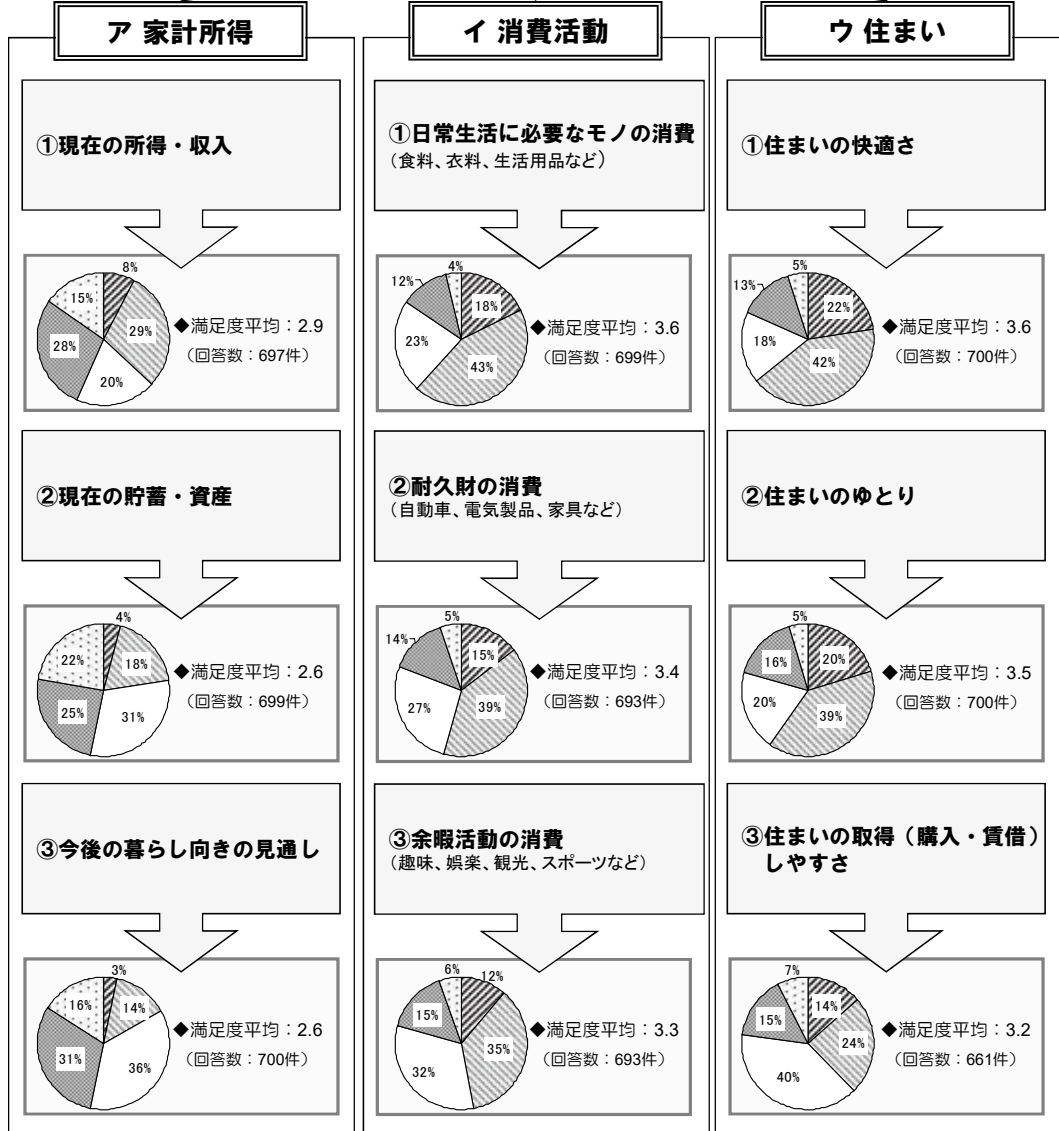 ア 家計所得
①現在の所得・収入
8%
29%
20%
28%
15%
◆満足度平均：2.9
（回答数：697件）
②現在の貯蓄・資産
4%
18%
31%
25%
22%
◆満足度平均：2.6
（回答数：699件）
③今後の暮らし向きの見通し
3%
14%
36%
31%
16%
◆満足度平均：2.6
（回答数：700件）
イ 消費活動
①日常生活に必要なモノの消費
（食料、衣料、生活用品など）
4%
12%
18%
23%
43%
◆満足度平均：3.6
（回答数：699件）
②耐久財の消費
（自動車、電気製品、家具など）
5%
14%
15%
27%
39%
◆満足度平均：3.4
（回答数：693件）
③余暇活動の消費
（趣味、娯楽、観光、スポーツなど）
6%
12%
15%
35%
32%
◆満足度平均：3.3
（回答数：693件）
ウ 住まい
①住まいの快適さ
5%
13%
22%
18%
42%
◆満足度平均：3.6
（回答数：700件）
②住まいのゆとり
5%
16%
20%
20%
39%
◆満足度平均：3.5
（回答数：700件）
③住まいの取得（購入・賃借）
しやすさ
7%
14%
15%
24%
40%
◆満足度平均：3.2
（回答数：661件）